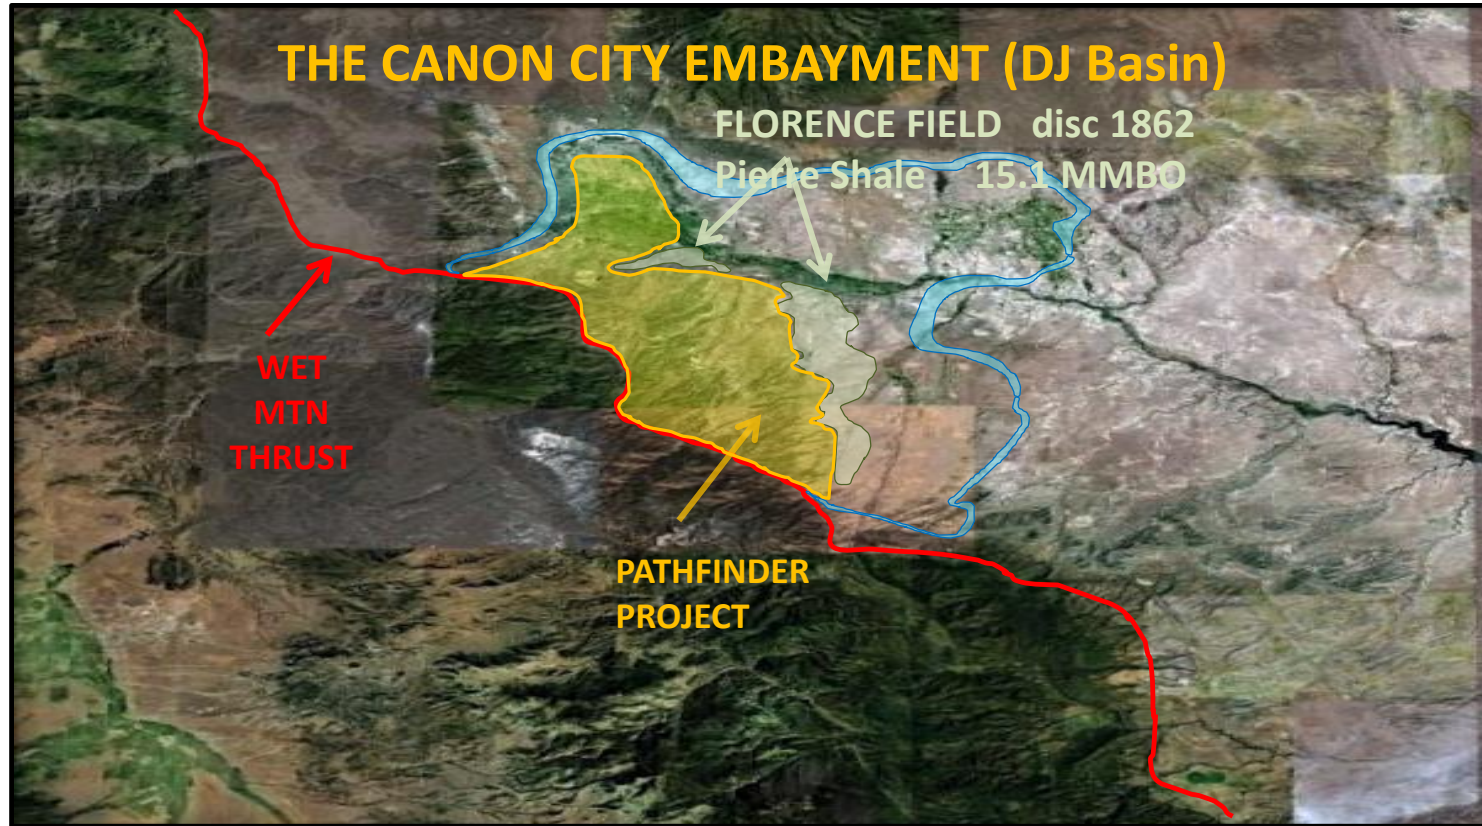 THE CANON CITY EMBAYMENT (DJ Basin)
FLORENCE FIELD disc 1862
Pierre Shale 15.1 MMBO
WET
MTN
THRUST
PATHFINDER
PROJECT